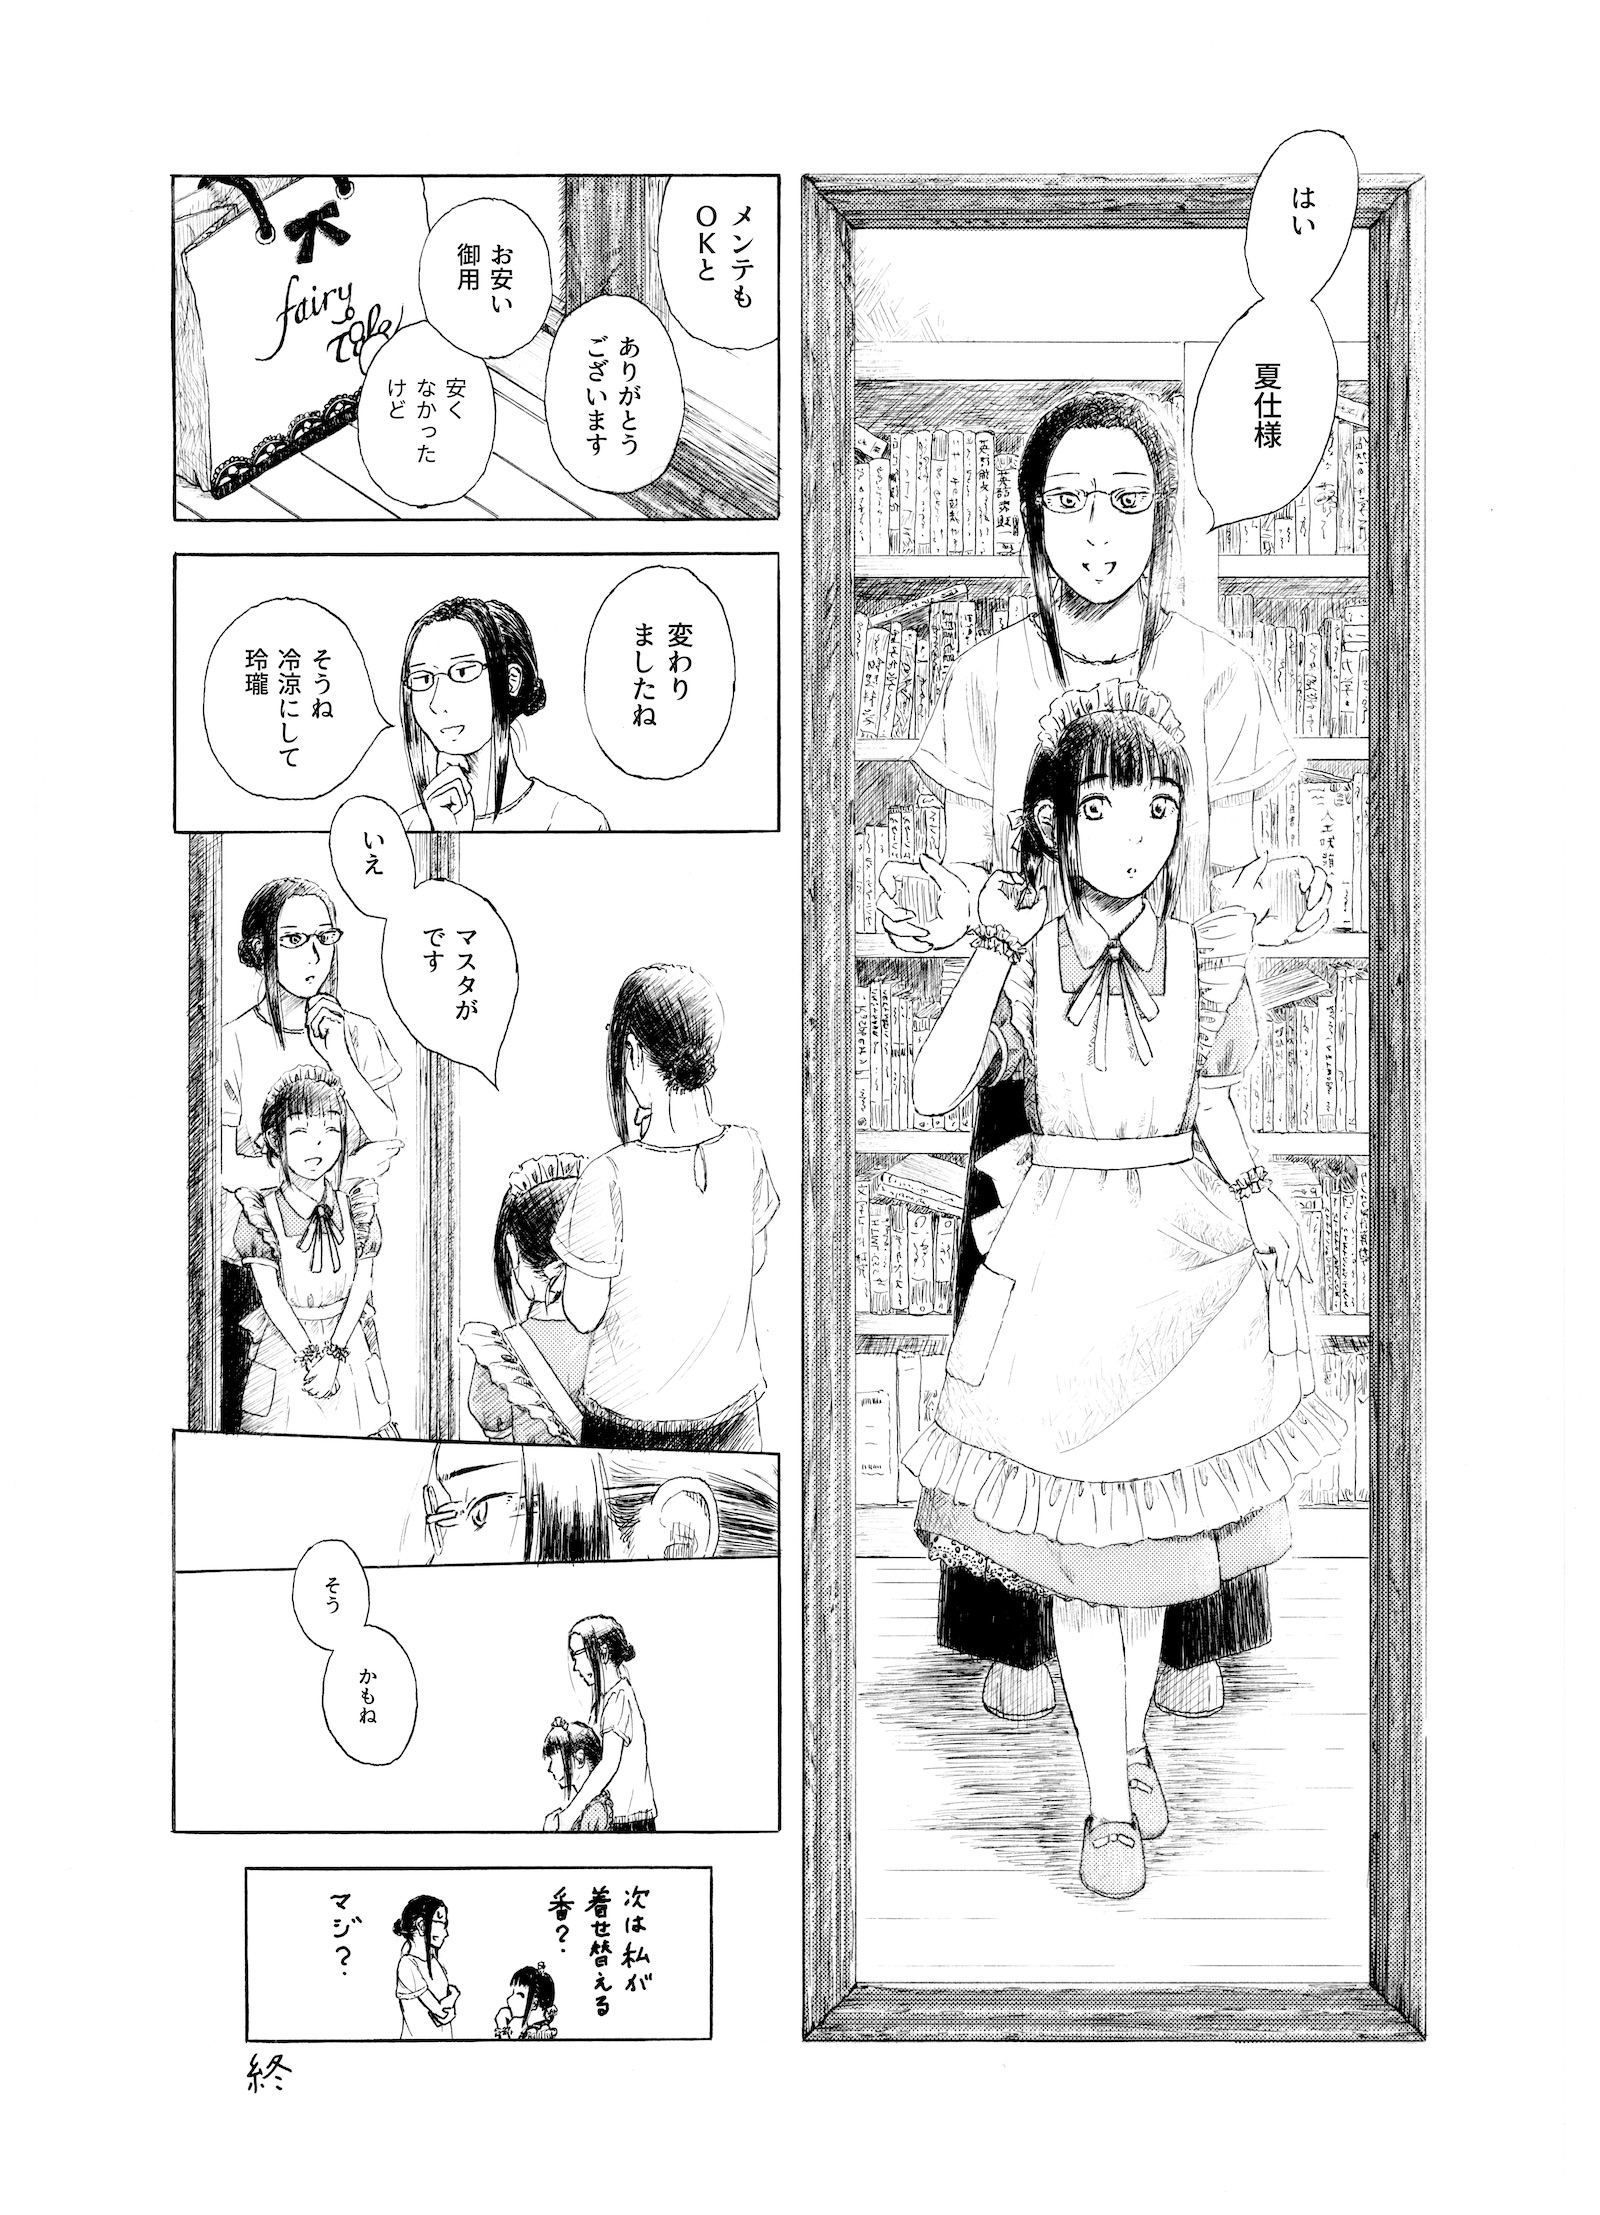 はい
夏仕様
メンテも
OKと
ありがとう
ございます
お安い
御用
安く
なかった
けど
fairy
tale
変わり
ましたね
そうね
冷涼にして
玲瓏
いえ
マスタが
です
そう
かもね
次は私が
着せ替える
番?
マジ?
終